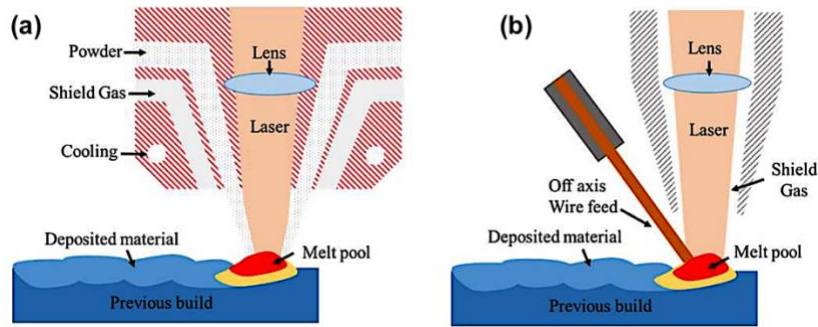 (a)
Powder
Lens
Shield Gas
Laser
Cooling
Deposited material
Melt pool
Previous build
(b)
Lens
Laser
Shield
Gas
Off axis
Wire feed
Deposited material
Melt pool
Previous build